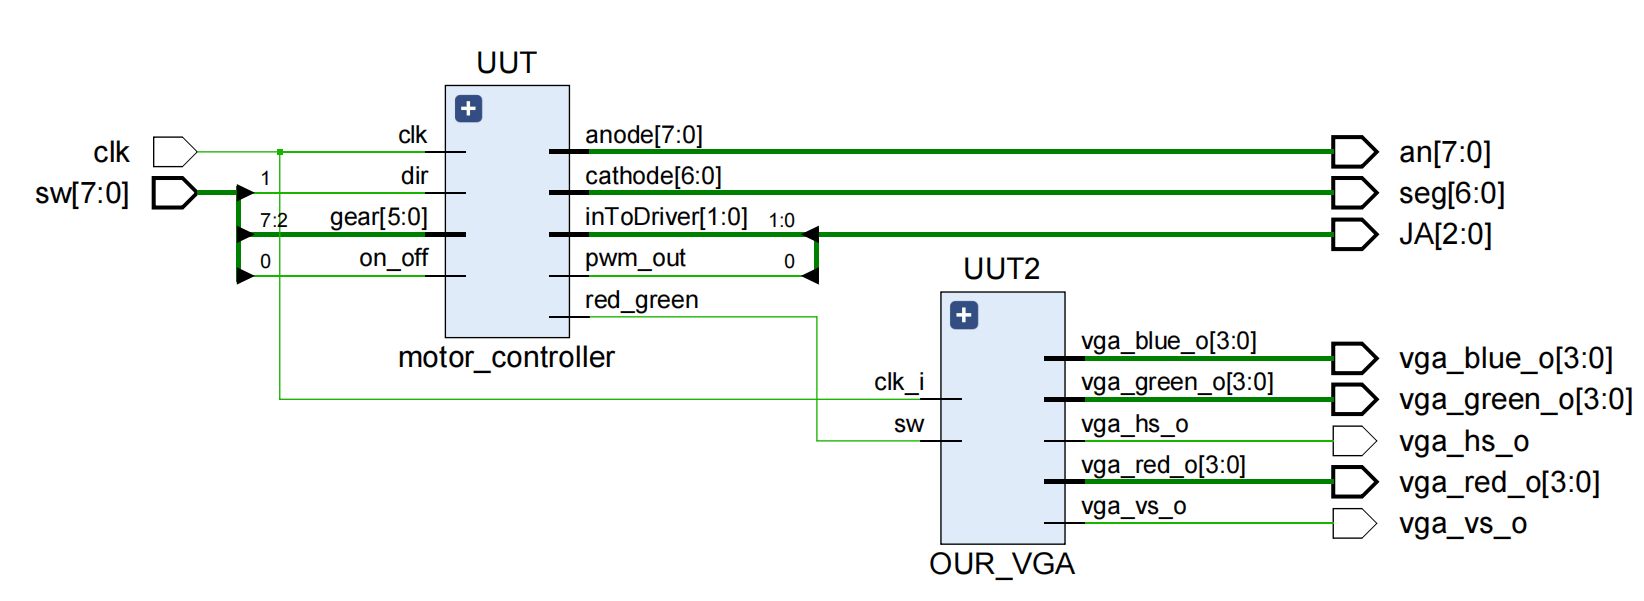 UUT
clk
sw[7:0]
1
7:2
0
clk
dir
gear[5:0]
on_off
anode[7:0]
cathode[6:0]
inToDriver[1:0]
pwm_out
red_green
1:0
0
motor_controller
an[7:0]
seg[6:0]
JA[2:0]
UUT2
clk_i
sw
vga_blue_o[3:0]
vga_green_o[3:0]
vga_hs_o
vga_red_o[3:0]
vga_vs_o
OUR_VGA
vga_blue_o[3:0]
vga_green_o[3:0]
vga_hs_o
vga_red_o[3:0]
vga_vs_o